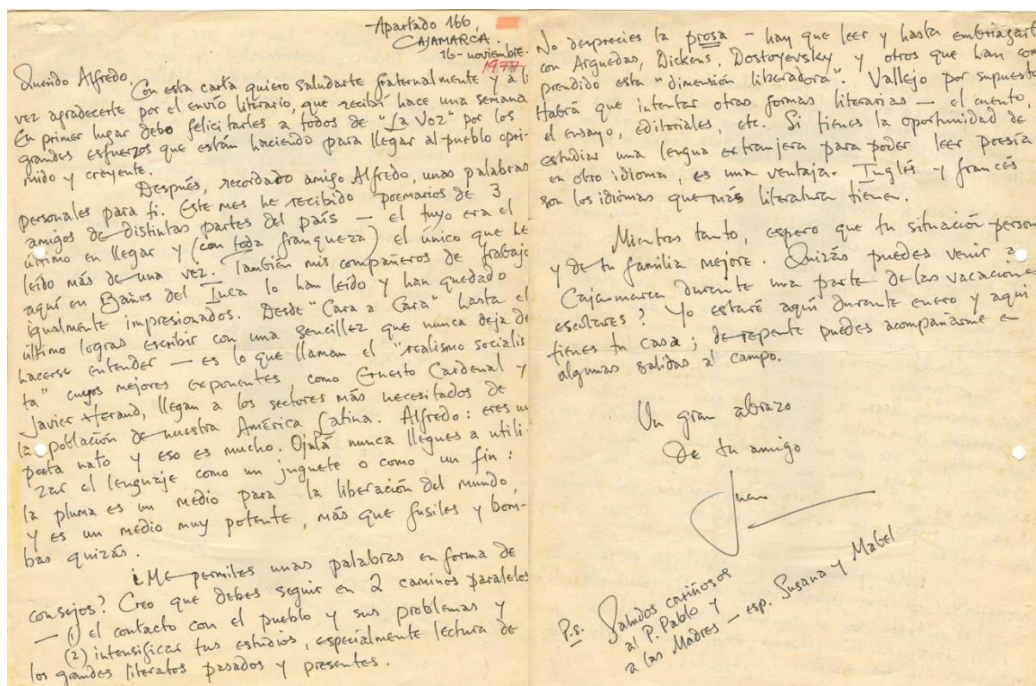 Apartado 166,
CAJAMARCA.
16-noviembre.
1977
Querido Alfredo,
Con esta carta quiero saludarte fraternalmente y a la
vez agradecerte por el envío literario, que recibí hace una semana.
En primer lugar debo felicitarles a todos de "La Voz" por los
grandes esfuerzos que están haciendo para llegar al pueblo opri-
mido y creyente.
Después, recordado amigo Alfredo, unas palabras
personales para ti. Este mes he recibido poemarios de 3
amigos de distintas partes del país — el tuyo era el
último en llegar y (con toda franqueza) el único que he
leído más de una vez. También mis compañeros de trabajo
aquí en Baños del Inca lo han leído y han quedado
igualmente impresionados. Desde "Cara a Cara" hasta el
último logras escribir con una sencillez que nunca deja de
hacerse entender — es lo que llaman el "realismo socialis-
ta" cuyos mejores exponentes, como Ernesto Cardenal y
Javier Heraud, llegan a los sectores más necesitados de
la población de nuestra América Latina. Alfredo: eres un
poeta nato y eso es mucho. Ojalá nunca llegues a utili-
zar el lenguaje como un juguete o como un fin:
la pluma es un medio para la liberación del mundo,
y es un medio muy potente, más que fusiles y bom-
bas quizás.
¿Me permites unas palabras en forma de
consejos? Creo que debes seguir en 2 caminos paralelos
— (1) el contacto con el pueblo y sus problemas y
(2) intensificar tus estudios, especialmente lectura de
los grandes literatos pasados y presentes.
No desprecies la prosa — hay que leer y hasta embriagarte
con Arguedas, Dickens, Dostoyevsky, y otros que han com-
prendido esta "dimensión liberadora". Vallejo por supuesto.
Habrá que intentar otras formas literarias — el cuento,
el ensayo, editoriales, etc. Si tienes la oportunidad de
estudiar una lengua extranjera para poder leer poesía
en otro idioma, es una ventaja. Inglés y francés
son los idiomas que más literatura tienen.
Mientras tanto, espero que tu situación person
y de tu familia mejore. Quizás puedes venir a
Cajamarca durante una parte de las vacacione
escolares? Yo estaré aquí durante enero y aquí
tienes tu casa; de repente puedes acompañarme e
algunas salidas al campo.
Un gran abrazo
de tu amigo
Juan
P.s. Saludos cariñosos
al P. Pablo y
a las Madres — esp. Susana y Mabel